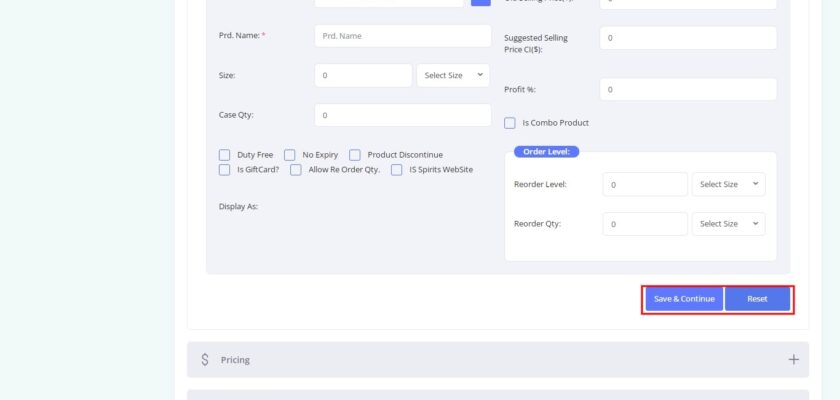 Prd. Name: *
Prd. Name
Suggested Selling
Price CI($):
0
Size:
0
Select Size
Profit %:
0
Case Qty:
0
Is Combo Product
Duty Free
No Expiry
Product Discontinue
Is GiftCard?
Allow Re Order Qty.
IS Spirits WebSite
Order Level:
Reorder Level:
0
Select Size
Display As:
Reorder Qty:
0
Select Size
Save & Continue
Reset
Pricing